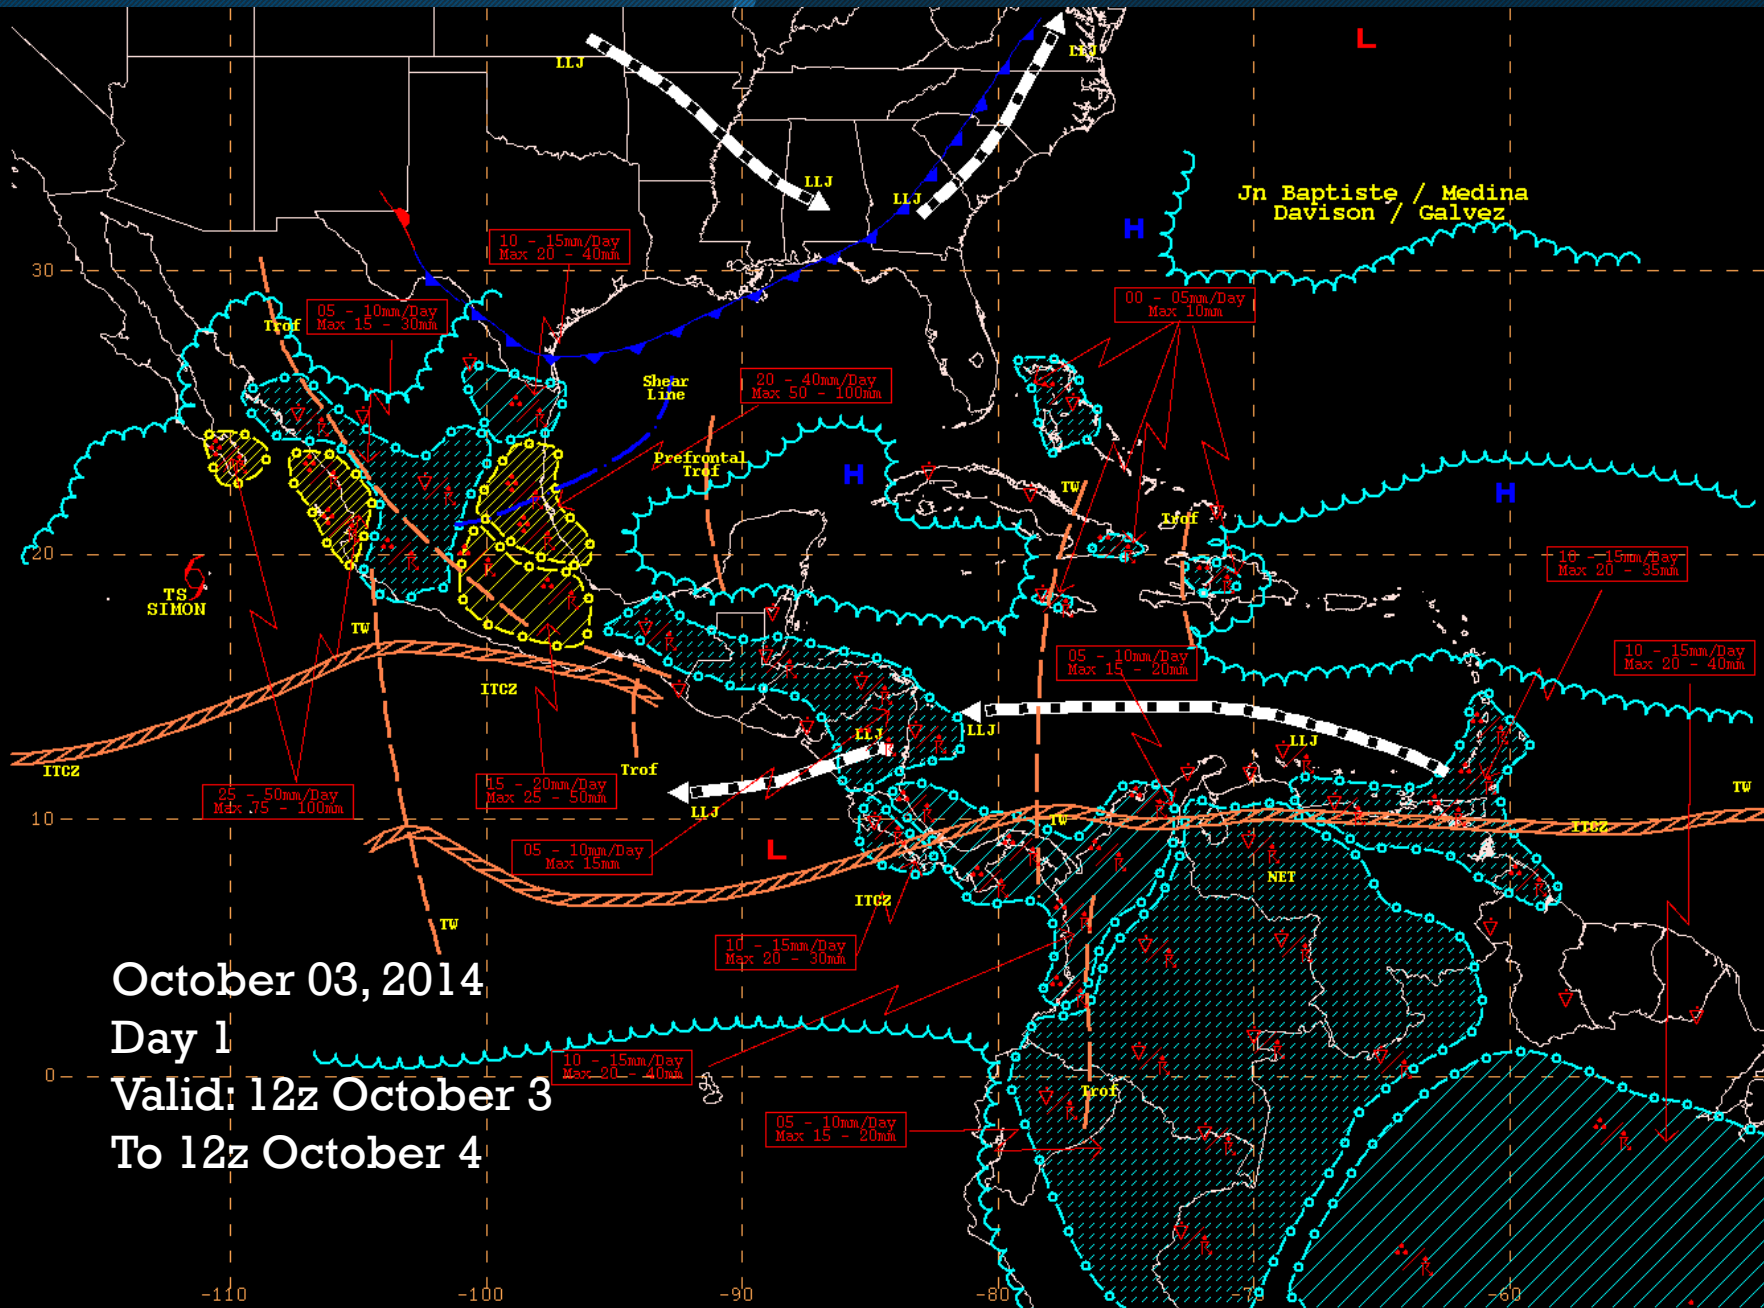 L
LLJ
LLJ
Jn Baptiste / Medina
Davison / Galvez
LLJ
LLJ
H
10 - 15mm/Day
Max 20 - 40mm
30
00 - 05mm/Day
Max 10mm
05 - 10mm/Day
Max 15 - 30mm
Trof
Shear
Line
20 - 40mm/Day
Max 50 - 100mm
Prefrontal
Trof
H
TW
H
Trof
20
10 - 15mm/Day
Max 20 - 35mm
TS
SIMON
TW
05 - 10mm/Day
Max 15 - 20mm
10 - 15mm/Day
Max 20 - 40mm
ITCZ
LLJ
LLJ
LLJ
ITCZ
Trof
25 - 50mm/Day
Max 75 - 100mm
15 - 20mm/Day
Max 25 - 50mm
TW
LLJ
10
TW
ITCZ
05 - 10mm/Day
Max 15mm
L
NET
ITCZ
TW
10 - 15mm/Day
Max 20 - 30mm
October 03, 2014
Day 1
Valid: 12z October 3
To 12z October 4
10 - 15mm/Day
Max 20 - 40mm
0
Trof
05 - 10mm/Day
Max 15 - 20mm
-110
-100
-90
-80
-70
-60